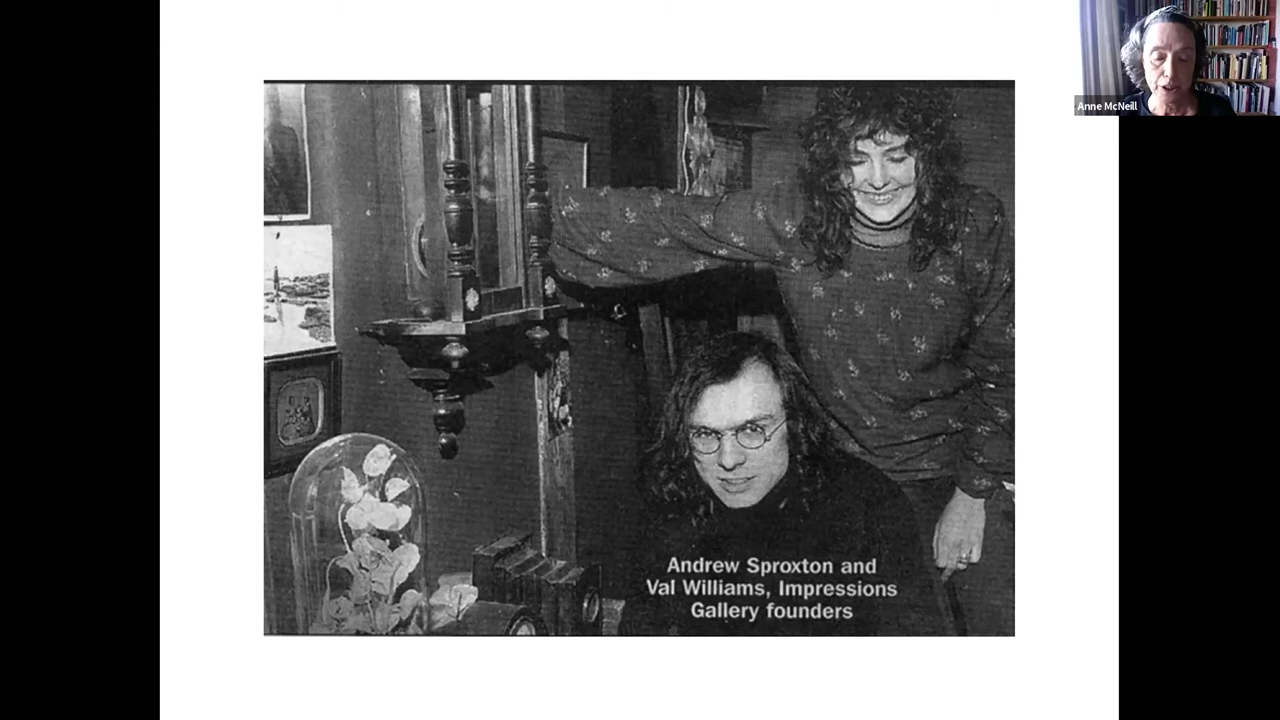 Anne McNeill
Andrew Sproxton and
Val Williams, Impressions
Gallery founders